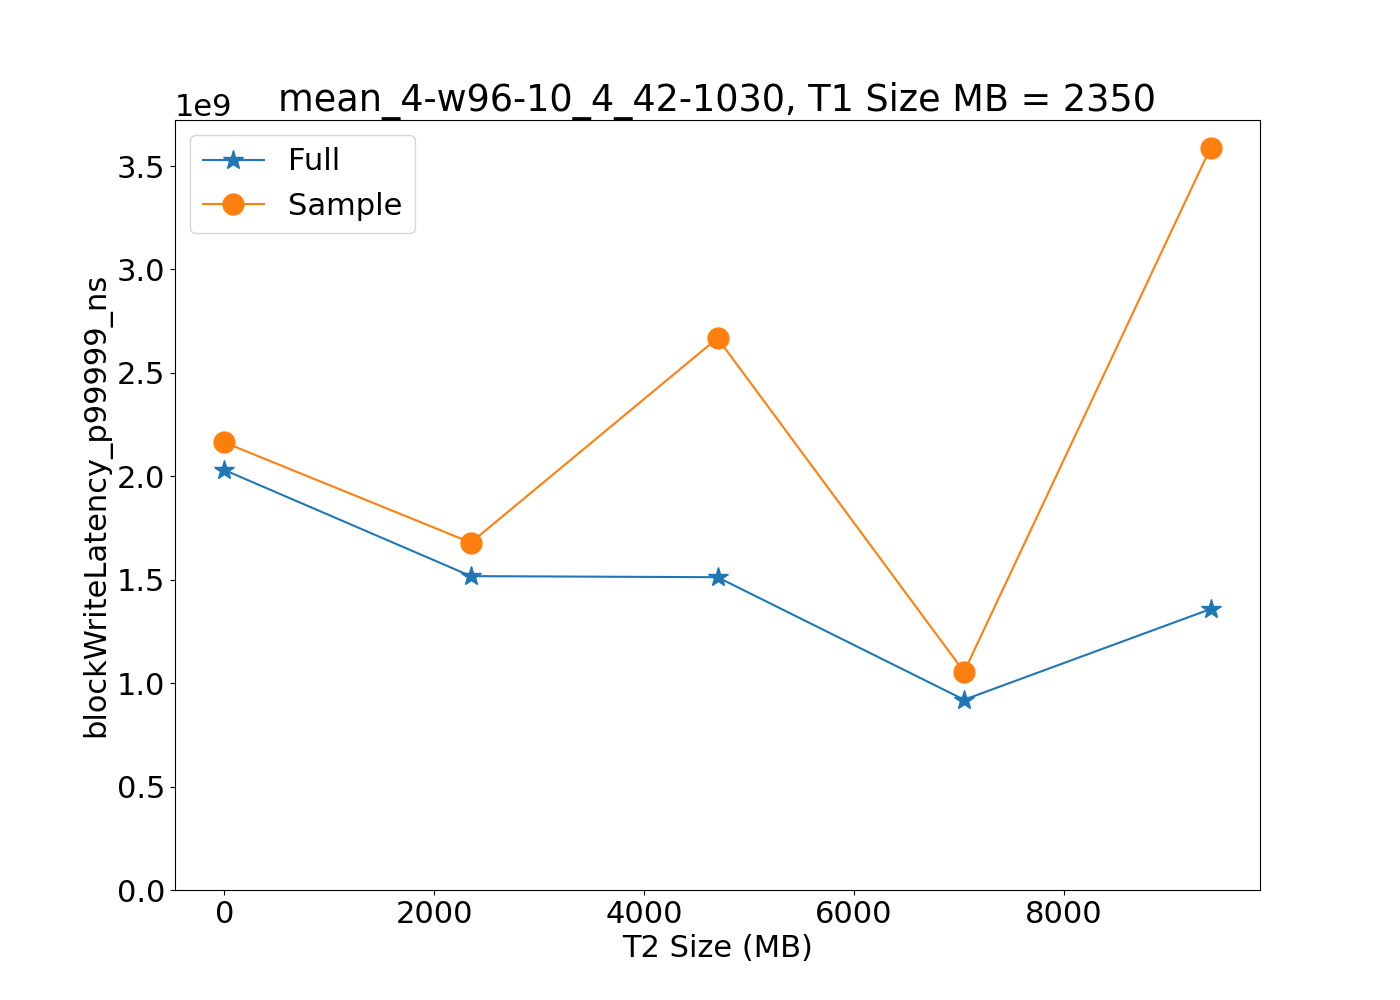 1e9
mean_4-w96-10_4_42-1030, T1 Size MB = 2350
Full
Sample
3.5
3.0
2.5
2.0
1.5
1.0
0.5
0.0
blockWriteLatency_p99999_ns
0 2000 4000 6000 8000
T2 Size (MB)